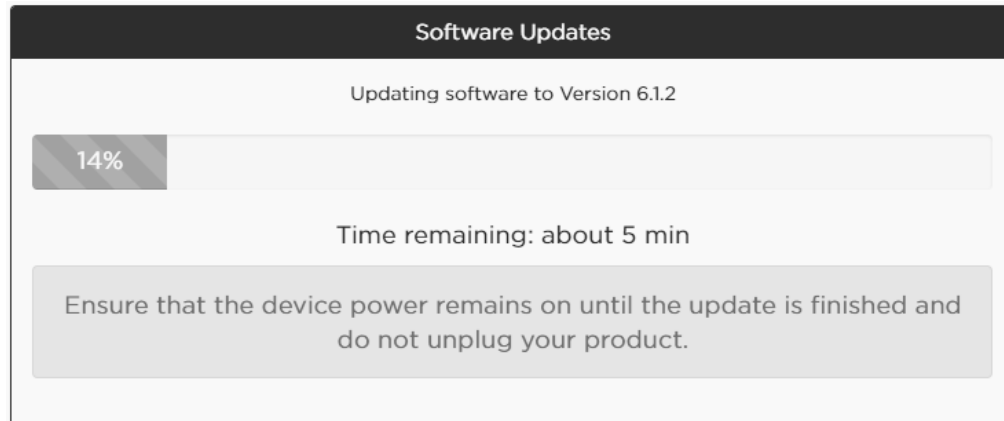 Software Updates
Updating software to Version 6.1.2
14%
Time remaining: about 5 min
Ensure that the device power remains on until the update is finished and
do not unplug your product.